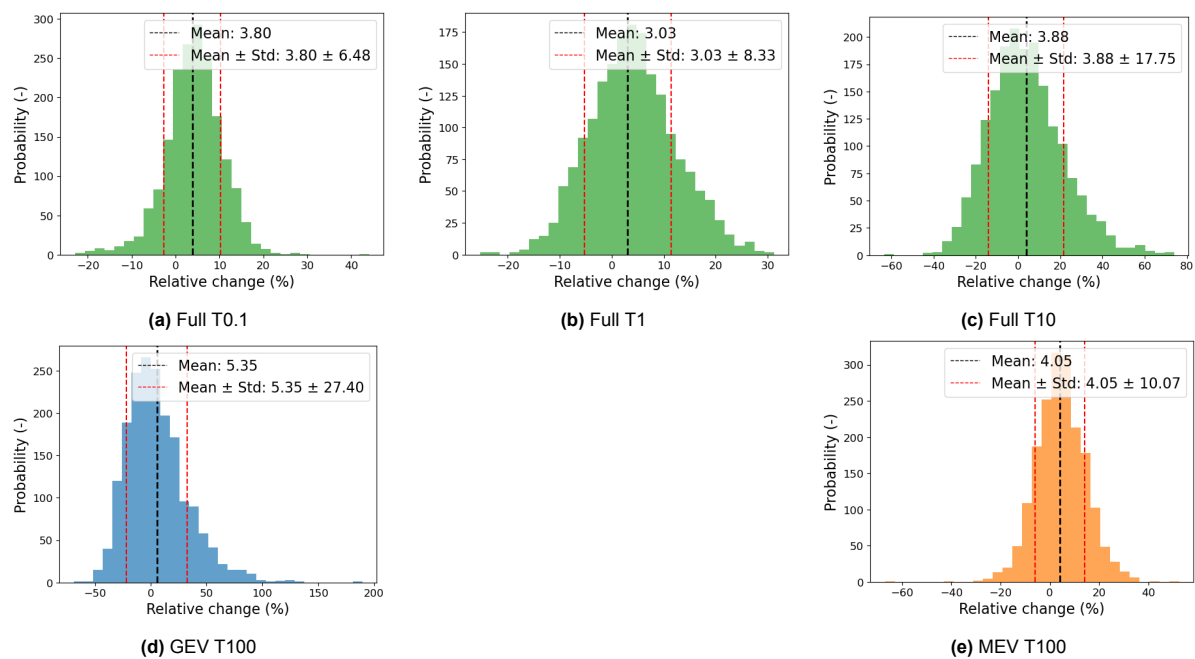 Mean: 3.80
Mean ± Std: 3.80 ± 6.48
Probability (-)
300
250
200
150
100
50
0
−20
−10
0
10
20
30
40
Relative change (%)
(a) Full T0.1
Mean: 3.03
Mean ± Std: 3.03 ± 8.33
Probability (-)
175
150
125
100
75
50
25
0
−20
−10
0
10
20
30
Relative change (%)
(b) Full T1
Mean: 3.88
Mean ± Std: 3.88 ± 17.75
Probability (-)
200
175
150
125
100
75
50
25
0
−60
−40
−20
0
20
40
60
80
Relative change (%)
(c) Full T10
Mean: 5.35
Mean ± Std: 5.35 ± 27.40
Probability (-)
250
200
150
100
50
0
−50
0
50
100
150
200
Relative change (%)
(d) GEV T100
Mean: 4.05
Mean ± Std: 4.05 ± 10.07
Probability (-)
300
250
200
150
100
50
0
−60
−40
−20
0
20
40
Relative change (%)
(e) MEV T100